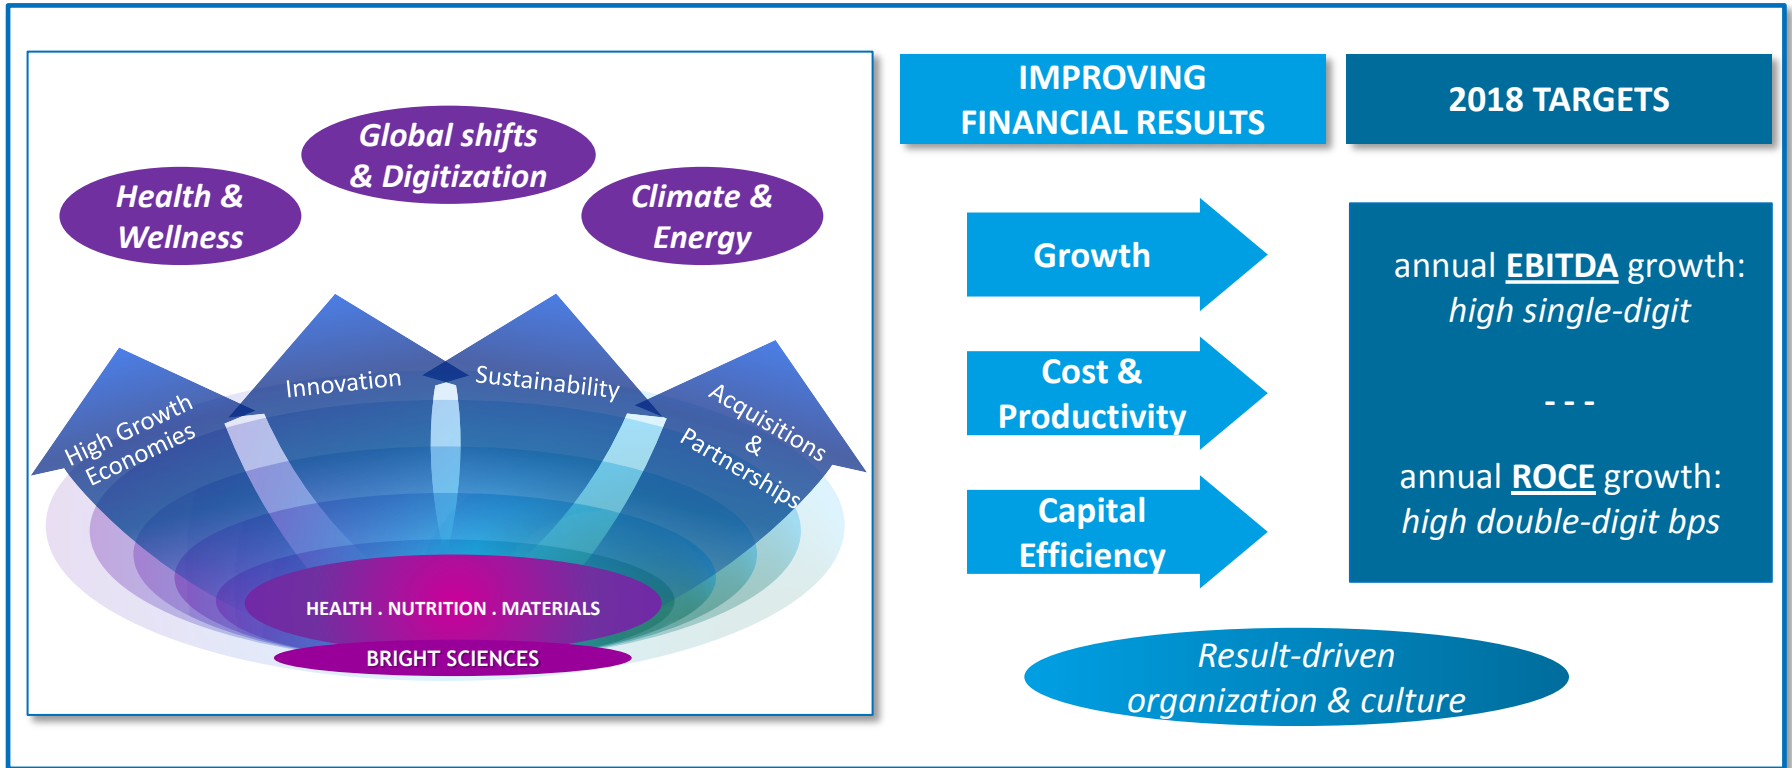 Global shifts
& Digitization
Health &
Wellness
Climate &
Energy
High Growth
Economies
Innovation
Sustainability
Acquisitions
&
Partnerships
HEALTH . NUTRITION . MATERIALS
BRIGHT SCIENCES
IMPROVING
FINANCIAL RESULTS
2018 TARGETS
Growth
Cost &
Productivity
Capital
Efficiency
annual EBITDA growth:
high single-digit
- - -
annual ROCE growth:
high double-digit bps
Result-driven
organization & culture